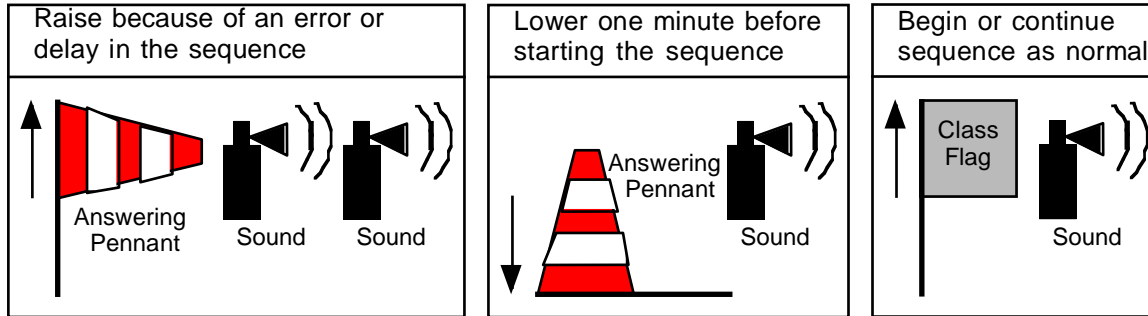 Raise because of an error or
delay in the sequence
Answering
Pennant
Sound
Sound
Lower one minute before
starting the sequence
Answering
Pennant
Sound
Begin or continue
sequence as normal
Class
Flag
Sound